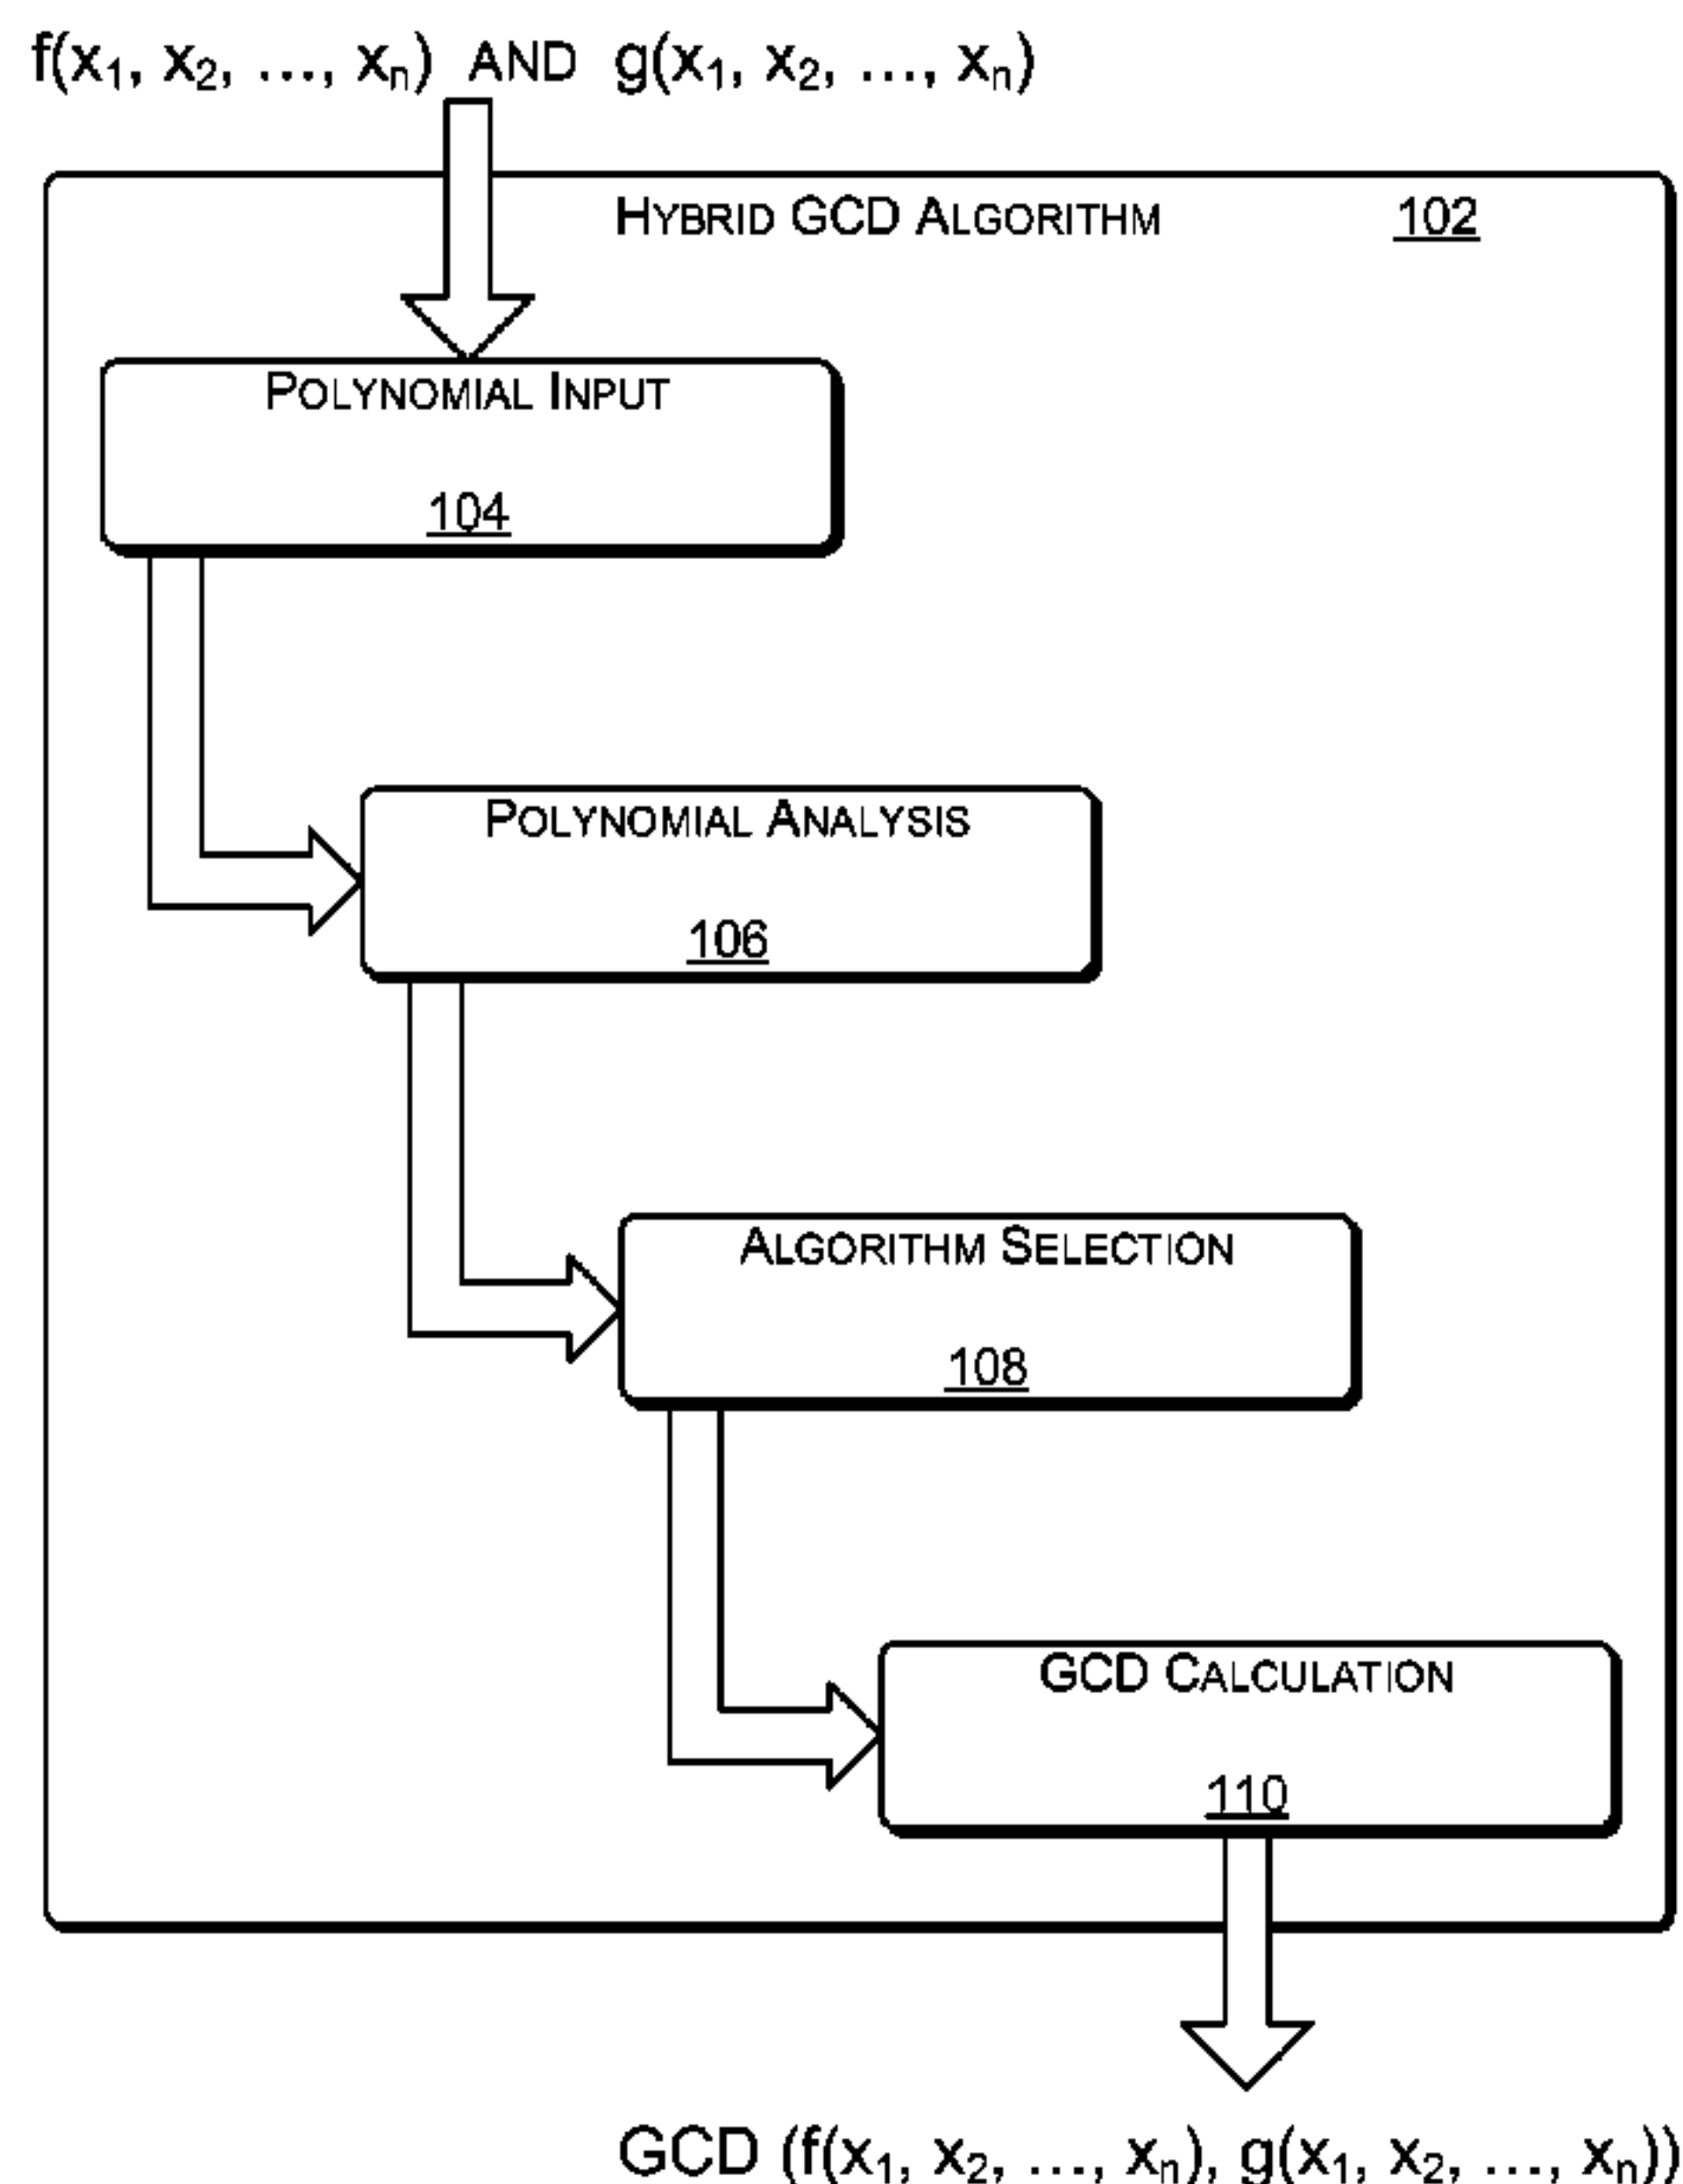 f(x₁, x₂, ..., xₙ) AND g(x₁, x₂, ..., xₙ)
HYBRID GCD ALGORITHM 102
POLYNOMIAL INPUT
104
POLYNOMIAL ANALYSIS
106
ALGORITHM SELECTION
108
GCD CALCULATION
110
GCD (f(x₁, x₂, ..., xₙ), g(x₁, x₂, ..., xₙ))